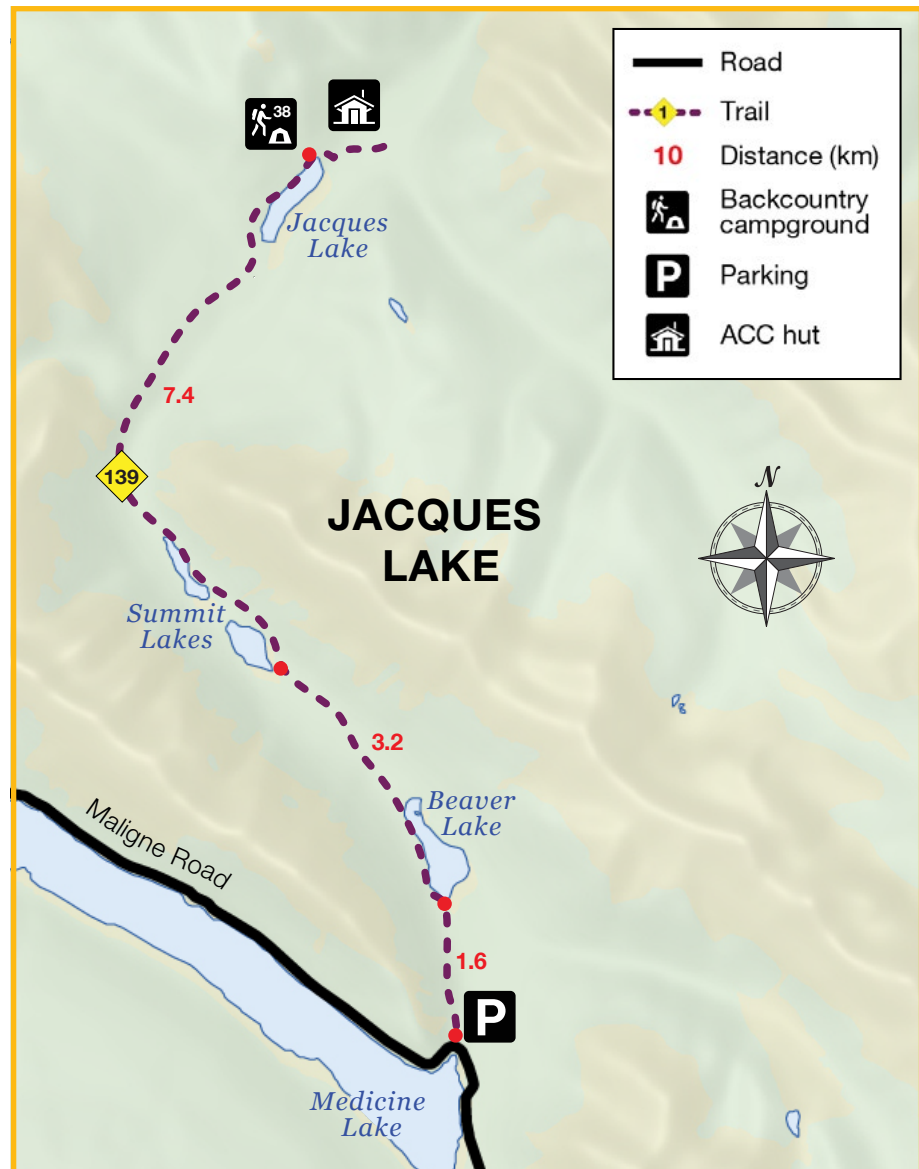 Road
1
Trail
10
Distance (km)
Backcountry
campground
P
Parking
ACC hut
38
Jacques
Lake
7.4
139
JACQUES
LAKE
N
Summit
Lakes
3.2
Beaver
Lake
Maligne Road
1.6
P
Medicine
Lake